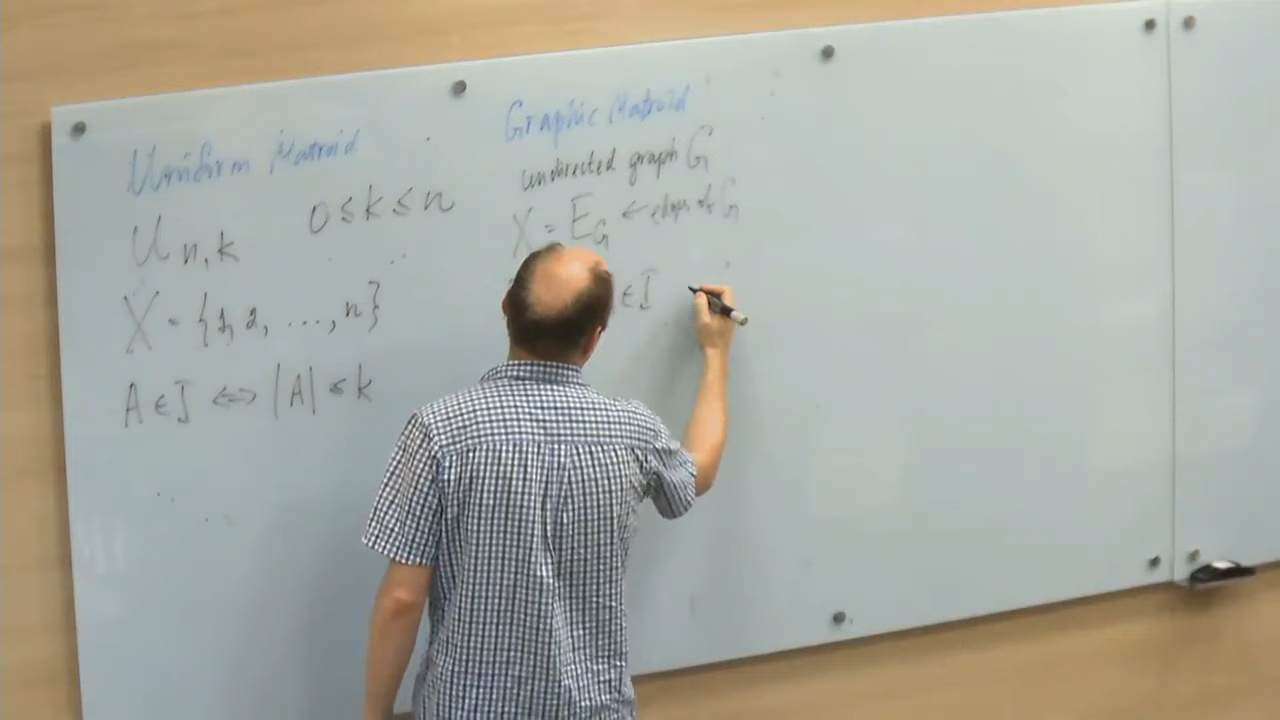 Uniform Matroid
U n,k 0 ≤ k ≤ n
X = {1, 2, ..., n}
A ∈ I ⇔ |A| ≤ k
Graphic Matroid
undirected graph G
X = E_G ← edges of G
∈ I